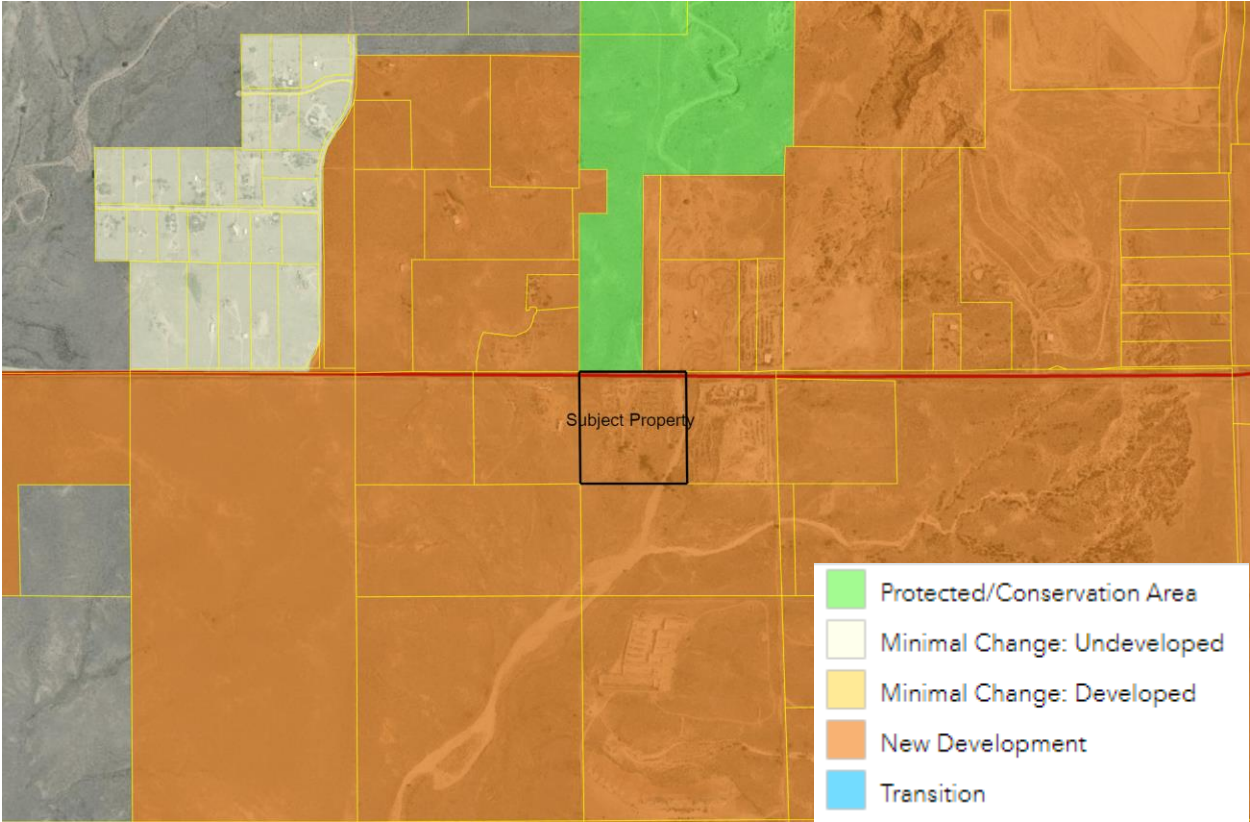 Subject Property
Protected/Conservation Area
Minimal Change: Undeveloped
Minimal Change: Developed
New Development
Transition